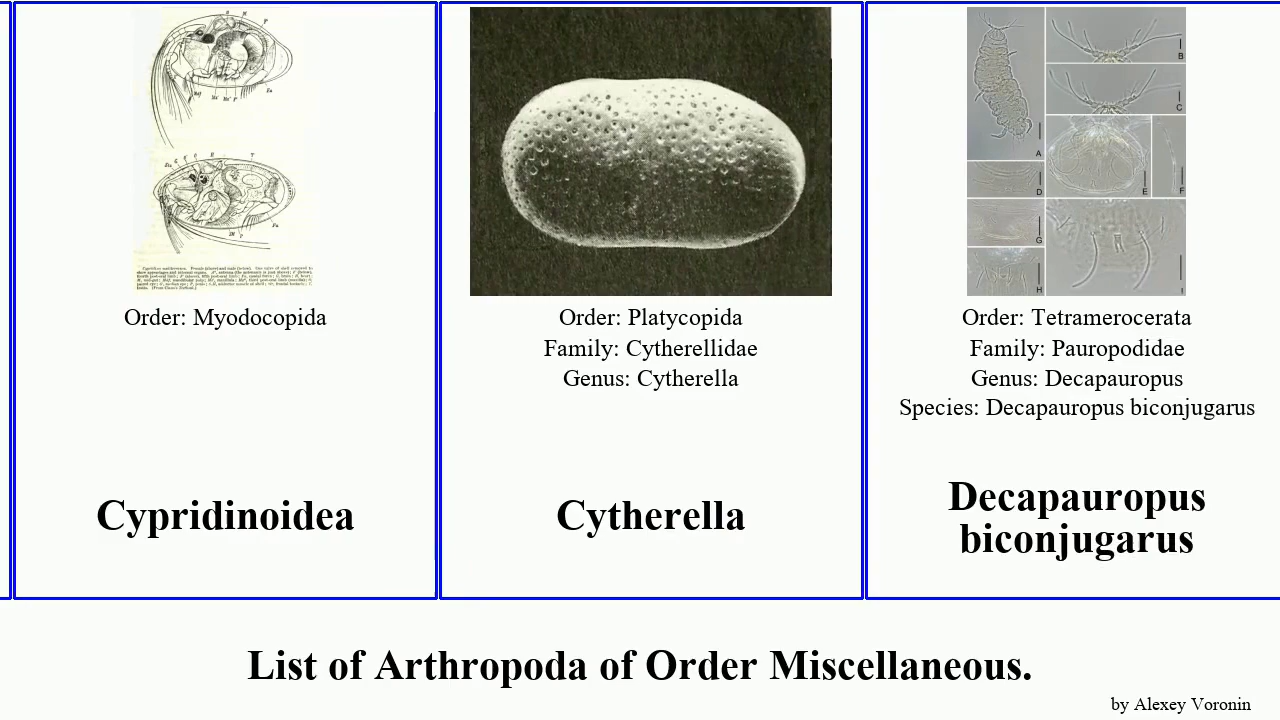 Order: Myodocopida
Cypridinoidea
Order: Platycopida
Family: Cytherellidae
Genus: Cytherella
Cytherella
A
B
C
D
E
F
G
H
I
Order: Tetramerocerata
Family: Pauropodidae
Genus: Decapauropus
Species: Decapauropus biconjugarus
Decapauropus
biconjugarus
List of Arthropoda of Order Miscellaneous.
by Alexey Voronin